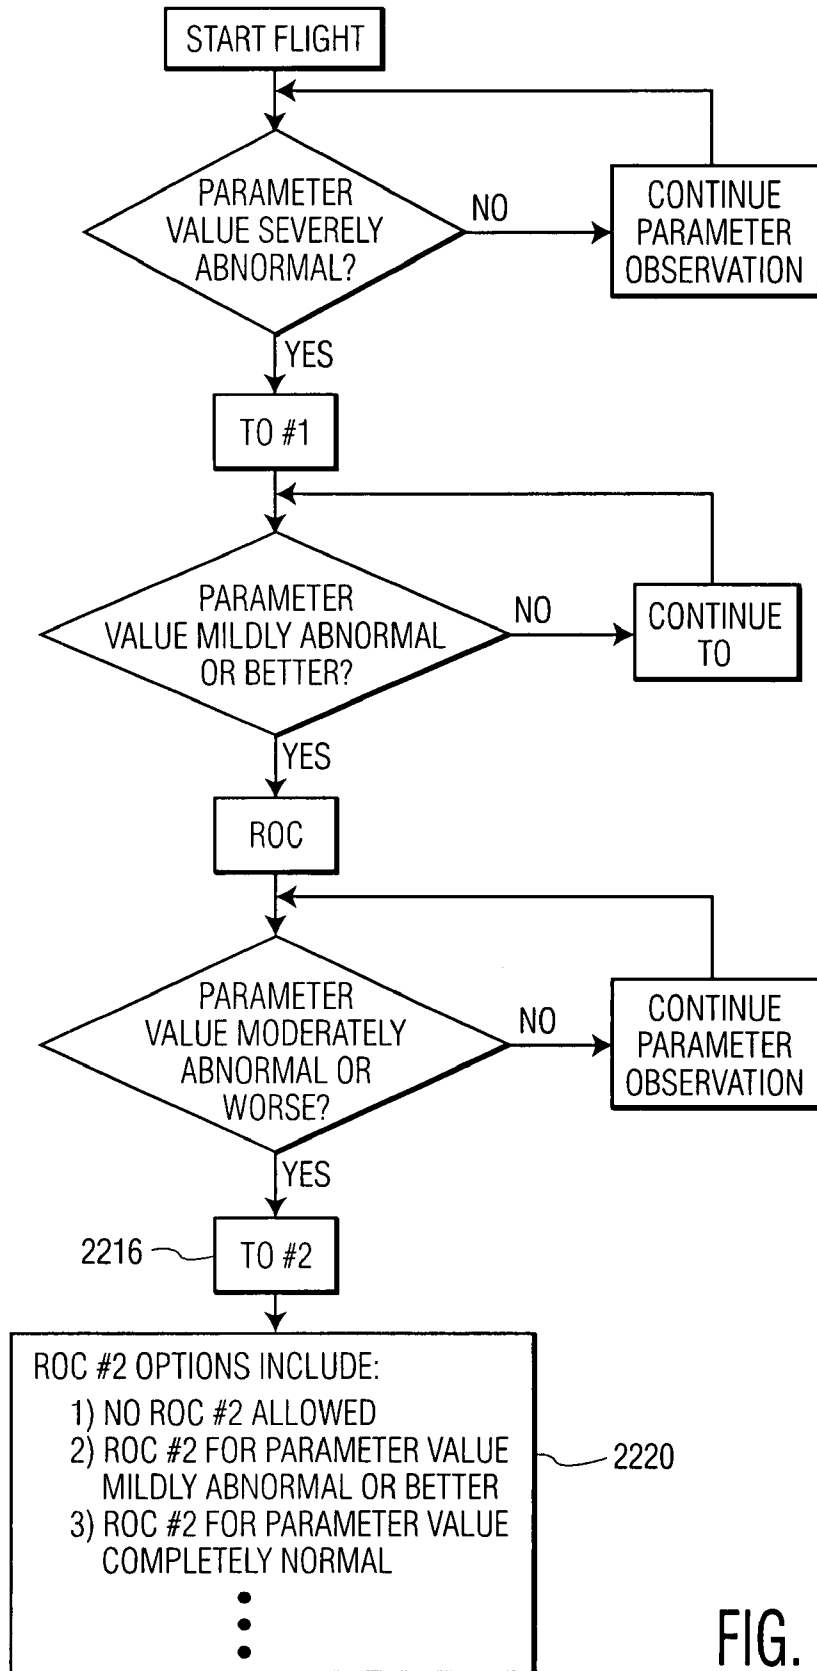 START FLIGHT
PARAMETER
VALUE SEVERELY
ABNORMAL?
NO
CONTINUE
PARAMETER
OBSERVATION
YES
TO #1
PARAMETER
VALUE MILDLY ABNORMAL
OR BETTER?
NO
CONTINUE
TO
YES
ROC
PARAMETER
VALUE MODERATELY
ABNORMAL OR
WORSE?
NO
CONTINUE
PARAMETER
OBSERVATION
YES
2216
TO #2
ROC #2 OPTIONS INCLUDE:
1) NO ROC #2 ALLOWED
2) ROC #2 FOR PARAMETER VALUE
MILDLY ABNORMAL OR BETTER
3) ROC #2 FOR PARAMETER VALUE
COMPLETELY NORMAL
2220
FIG.